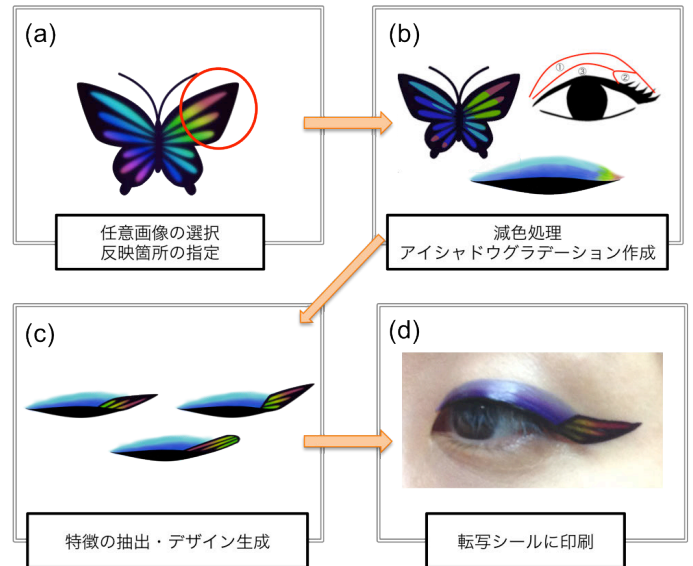 (a)
任意画像の選択
反映箇所の指定
(b)
①
②
③
減色処理
アイシャドウグラデーション作成
(c)
特徴の抽出・デザイン生成
(d)
転写シールに印刷